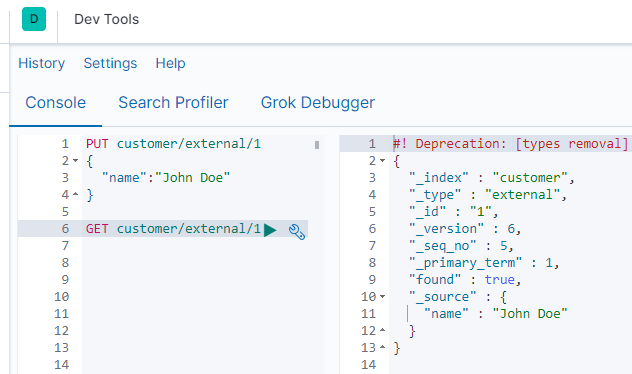 D Dev Tools
History Settings Help
Console Search Profiler Grok Debugger
1 PUT customer/external/1
2 {
3 "name":"John Doe"
4 }
5
6 GET customer/external/1
7
8
9
10
11
12
13
14
1 #! Deprecation: [types removal]
2 {
3 "_index" : "customer",
4 "_type" : "external",
5 "_id" : "1",
6 "_version" : 6,
7 "_seq_no" : 5,
8 "_primary_term" : 1,
9 "found" : true,
10 "_source" : {
11 "name" : "John Doe"
12 }
13 }
14